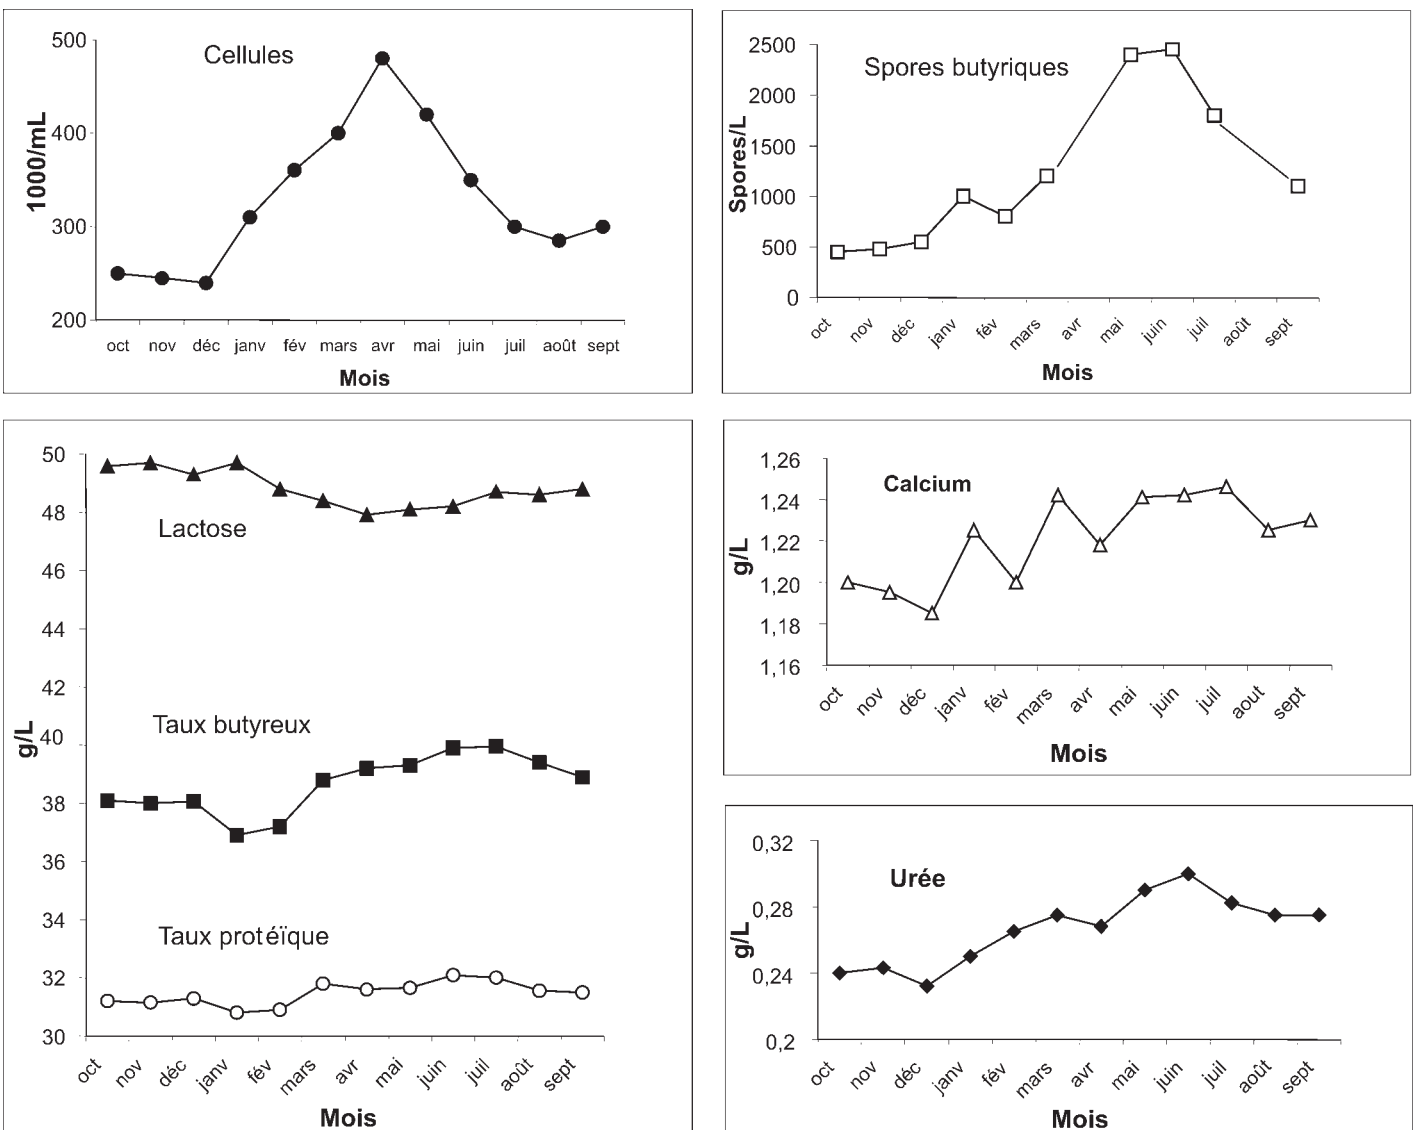 Cellules
500
400
300
200
1000/mL
oct nov déc janv fév mars avr mai juin juil août sept
Mois
Spores butyriques
2500
2000
1500
1000
500
0
Spores/L
oct nov déc janv fév mars avr mai juin juil août sept
Mois
50
48
46
44
42
40
38
36
34
32
30
g/L
Lactose
Taux butyreux
Taux protéïque
oct nov déc janv fév mars avr mai juin juil août sept
Mois
Calcium
1,26
1,24
1,22
1,20
1,18
1,16
g/L
oct nov déc janv fév mars avr mai juin juil aout sept
Mois
Urée
0,32
0,28
0,24
0,2
g/L
oct nov déc janv fév mars avr mai juin juil août sept
Mois